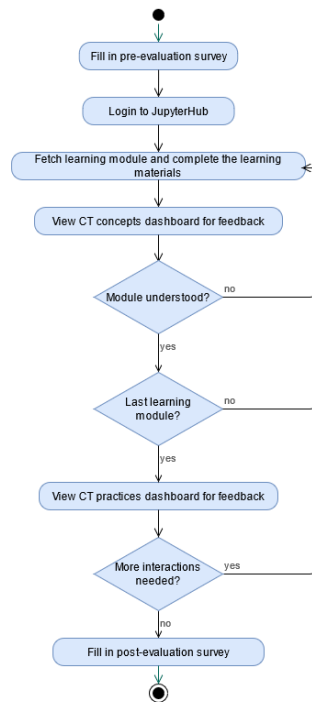 Fill in pre-evaluation survey
Login to JupyterHub
Fetch learning module and complete the learning
materials
View CT concepts dashboard for feedback
Module understood?
no
yes
Last learning
module?
no
yes
View CT practices dashboard for feedback
More interactions
needed?
yes
no
Fill in post-evaluation survey